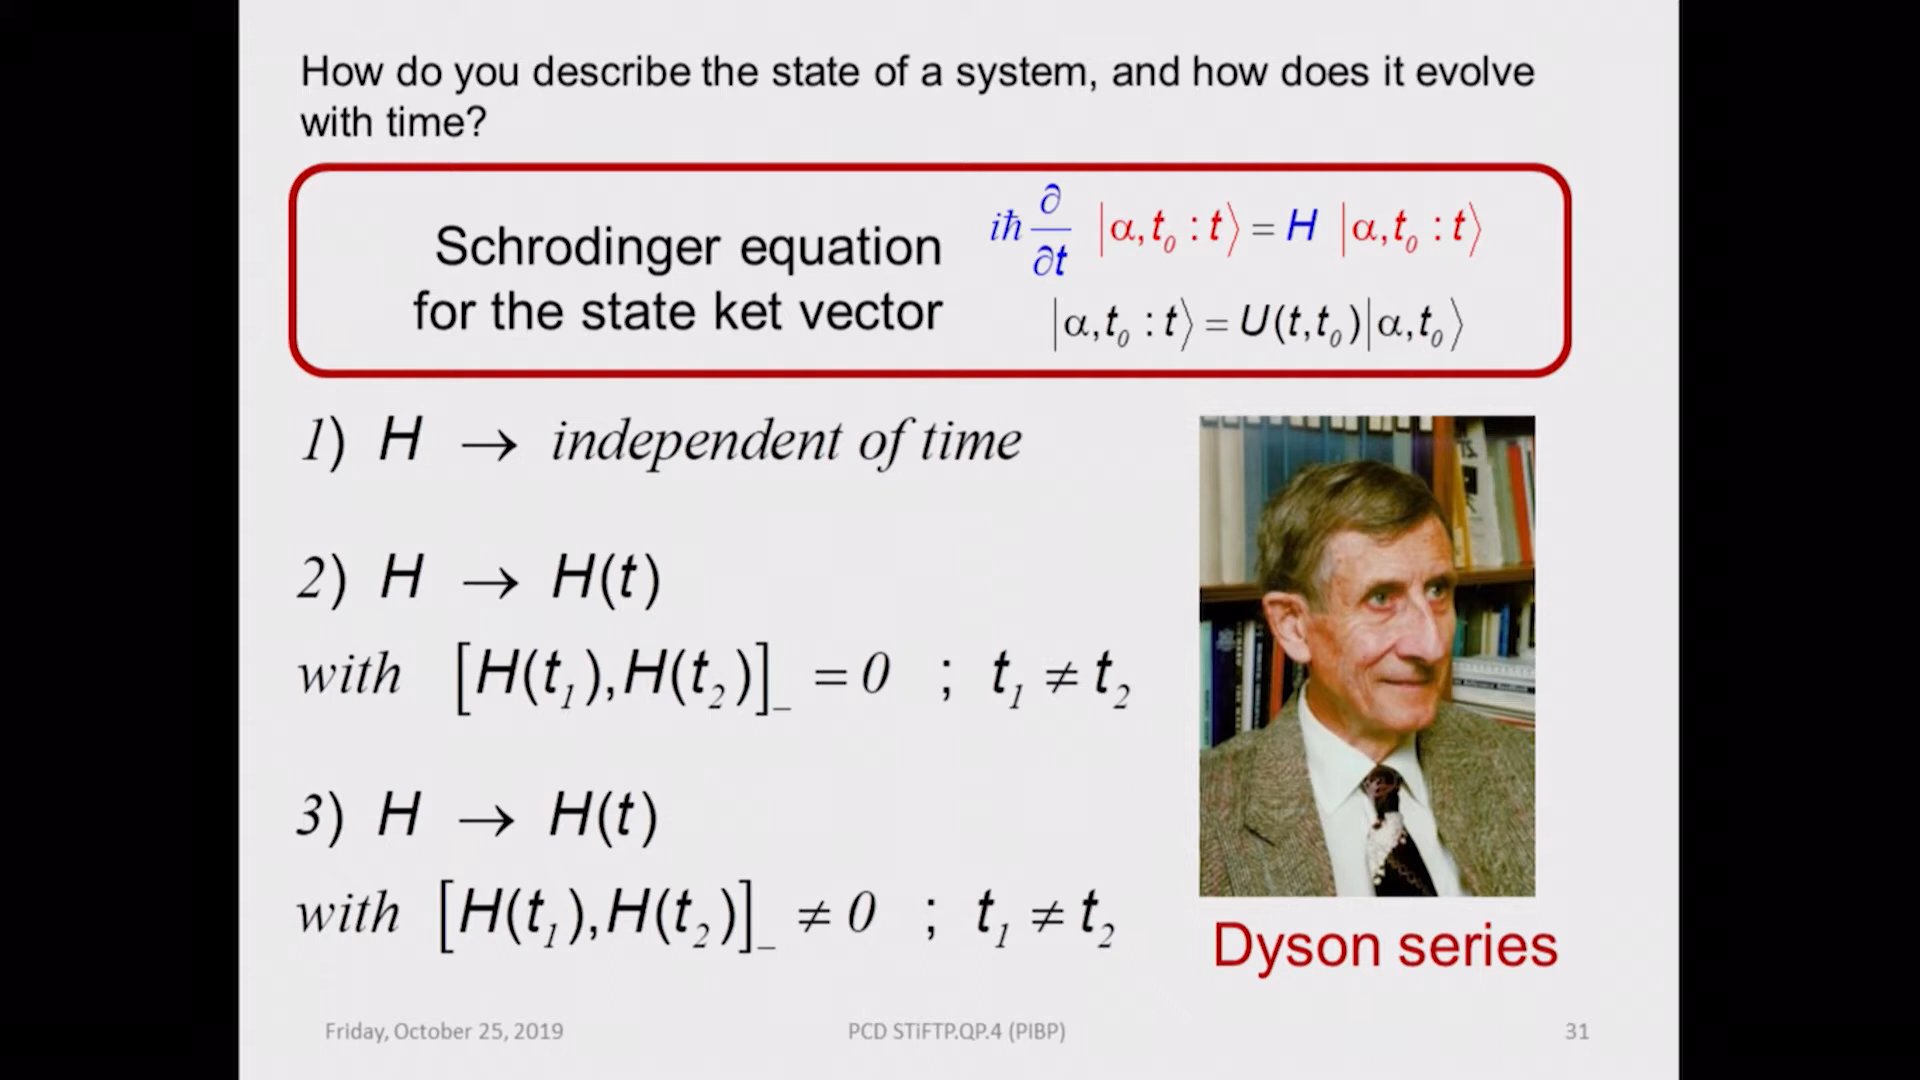 How do you describe the state of a system, and how does it evolve
with time?
Schrodinger equation
for the state ket vector
iħ ∂/∂t |α,t₀ : t⟩ = H |α,t₀ : t⟩
|α,t₀ : t⟩ = U(t,t₀)|α,t₀⟩
1) H → independent of time
2) H → H(t)
with [H(t₁),H(t₂)]₋ = 0 ; t₁ ≠ t₂
3) H → H(t)
with [H(t₁),H(t₂)]₋ ≠ 0 ; t₁ ≠ t₂
Dyson series
Friday, October 25, 2019
PCD STiFTP.QP.4 (PIBP)
31